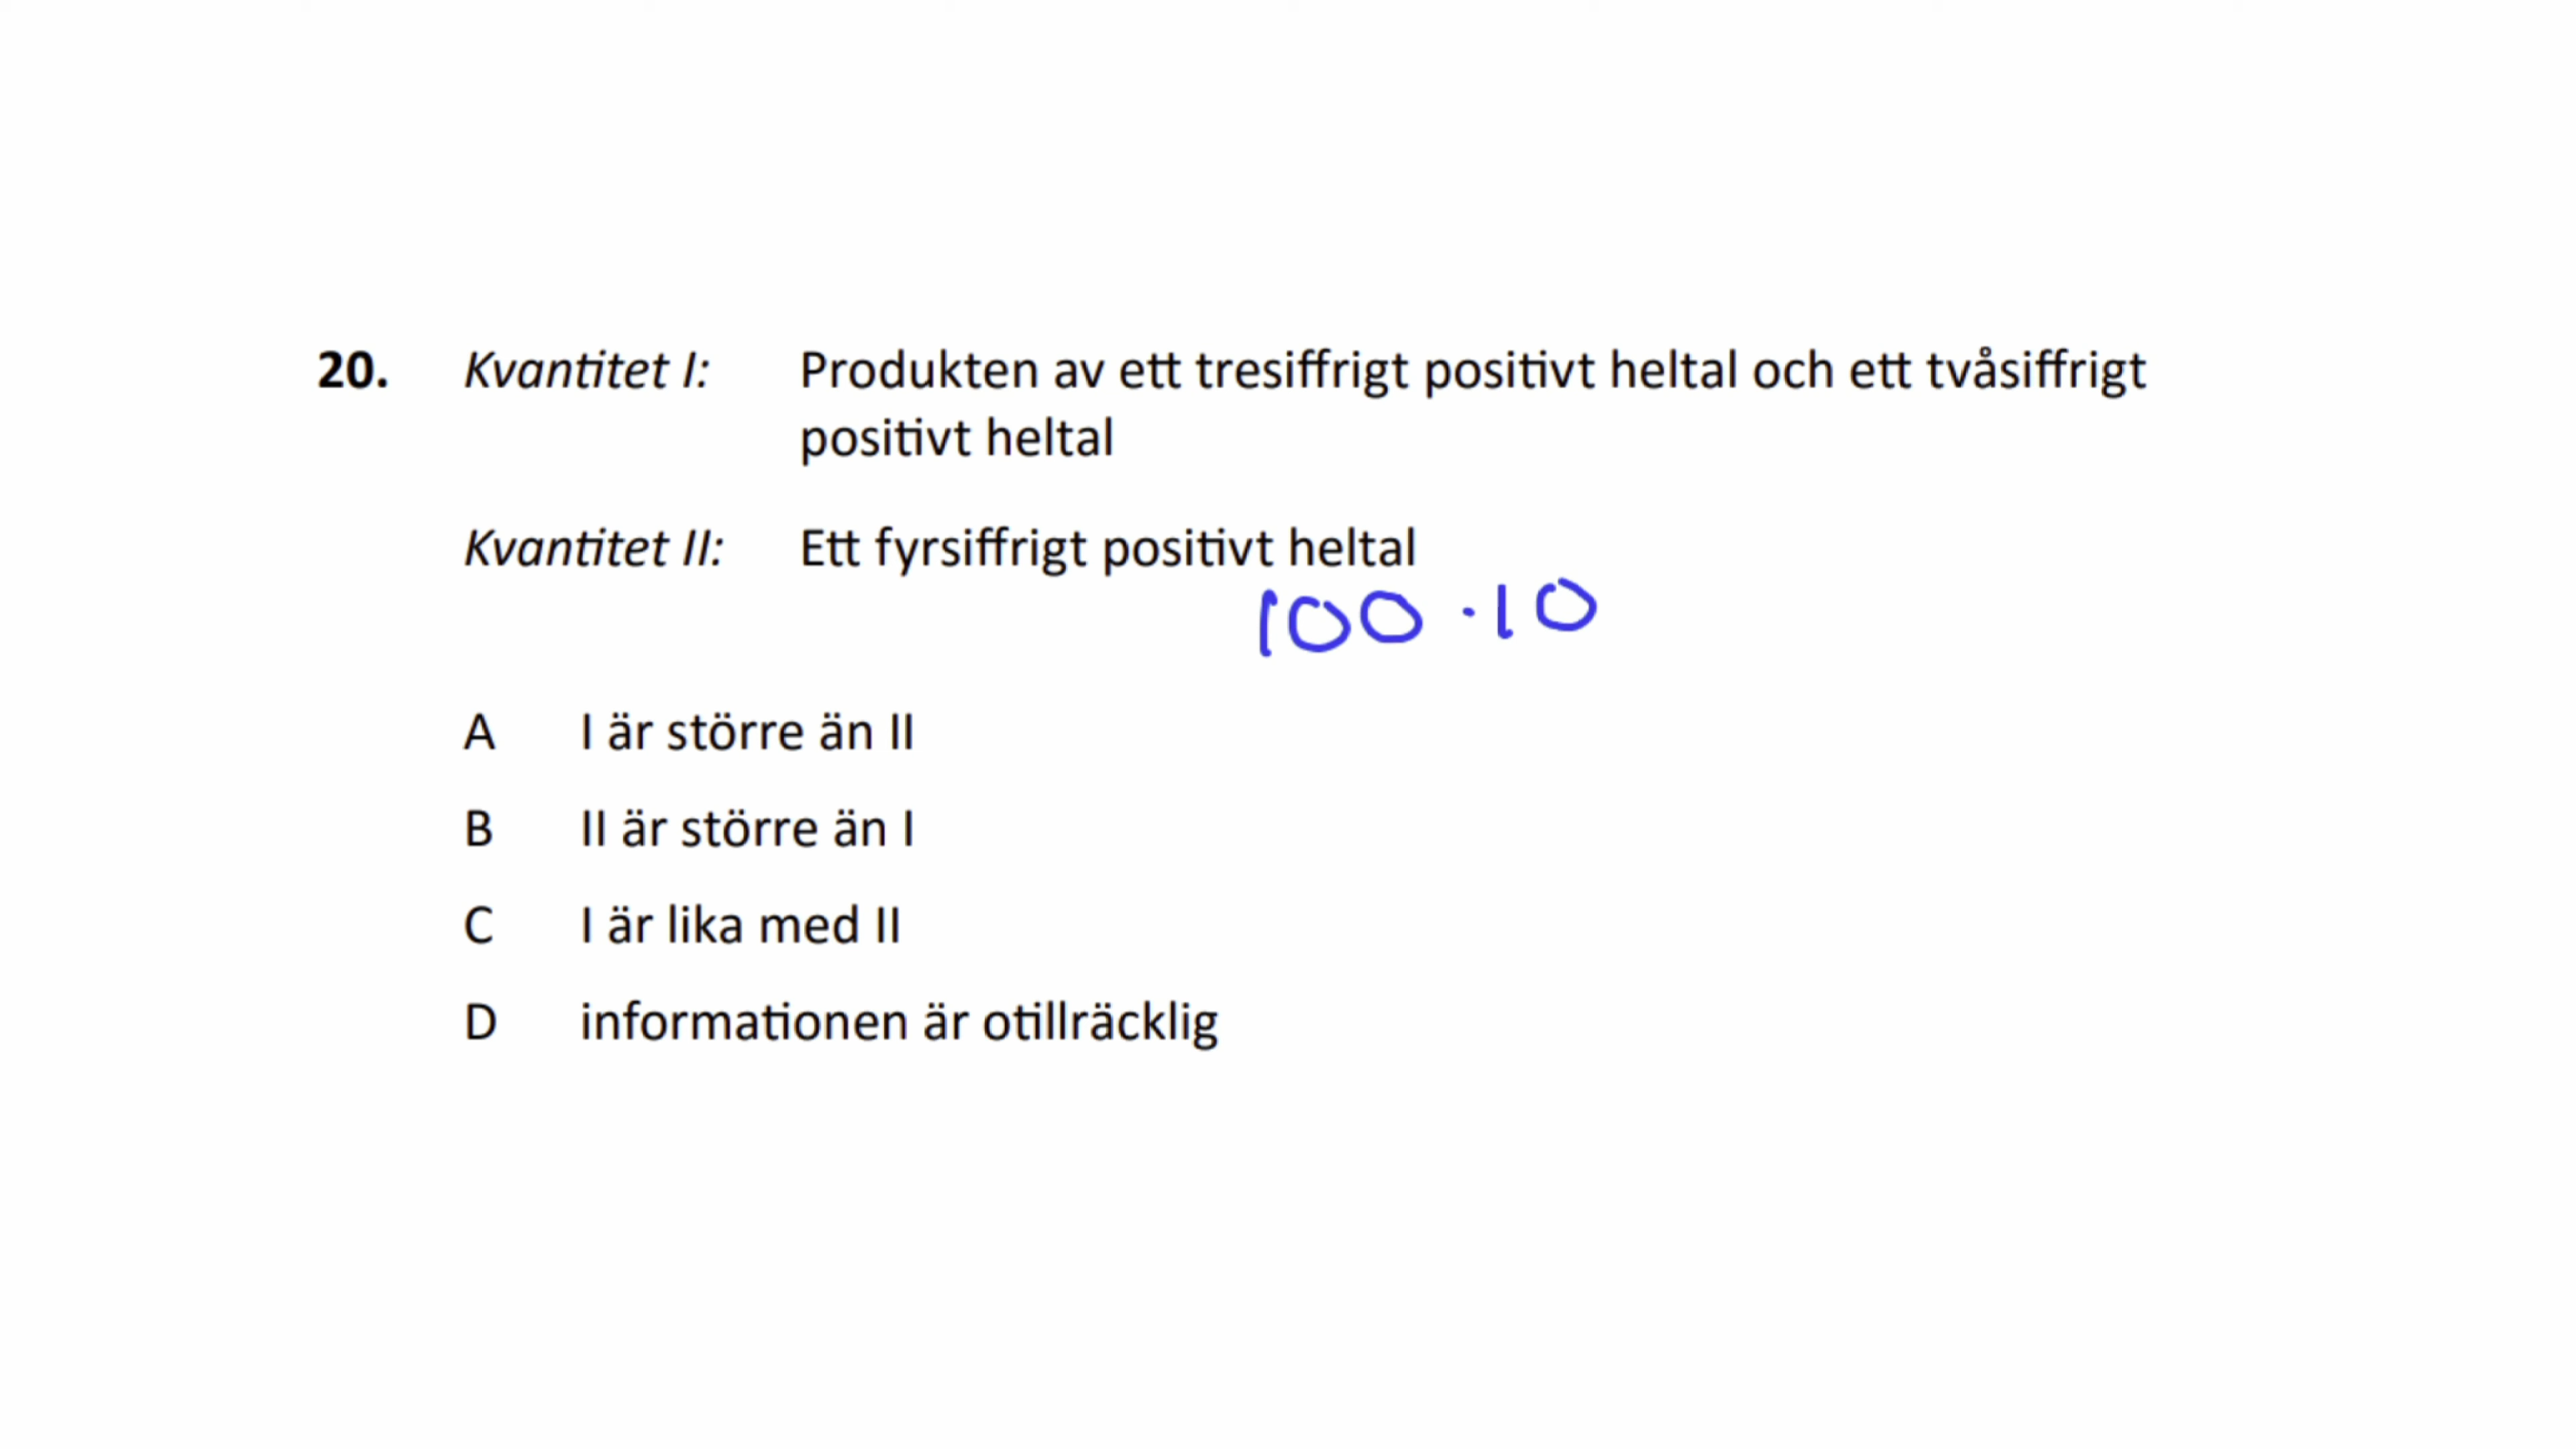 20. Kvantitet I: Produkten av ett tresiffrigt positivt heltal och ett tvåsiffrigt
positivt heltal
Kvantitet II: Ett fyrsiffrigt positivt heltal
100 · 10
A I är större än II
B II är större än I
C I är lika med II
D informationen är otillräcklig